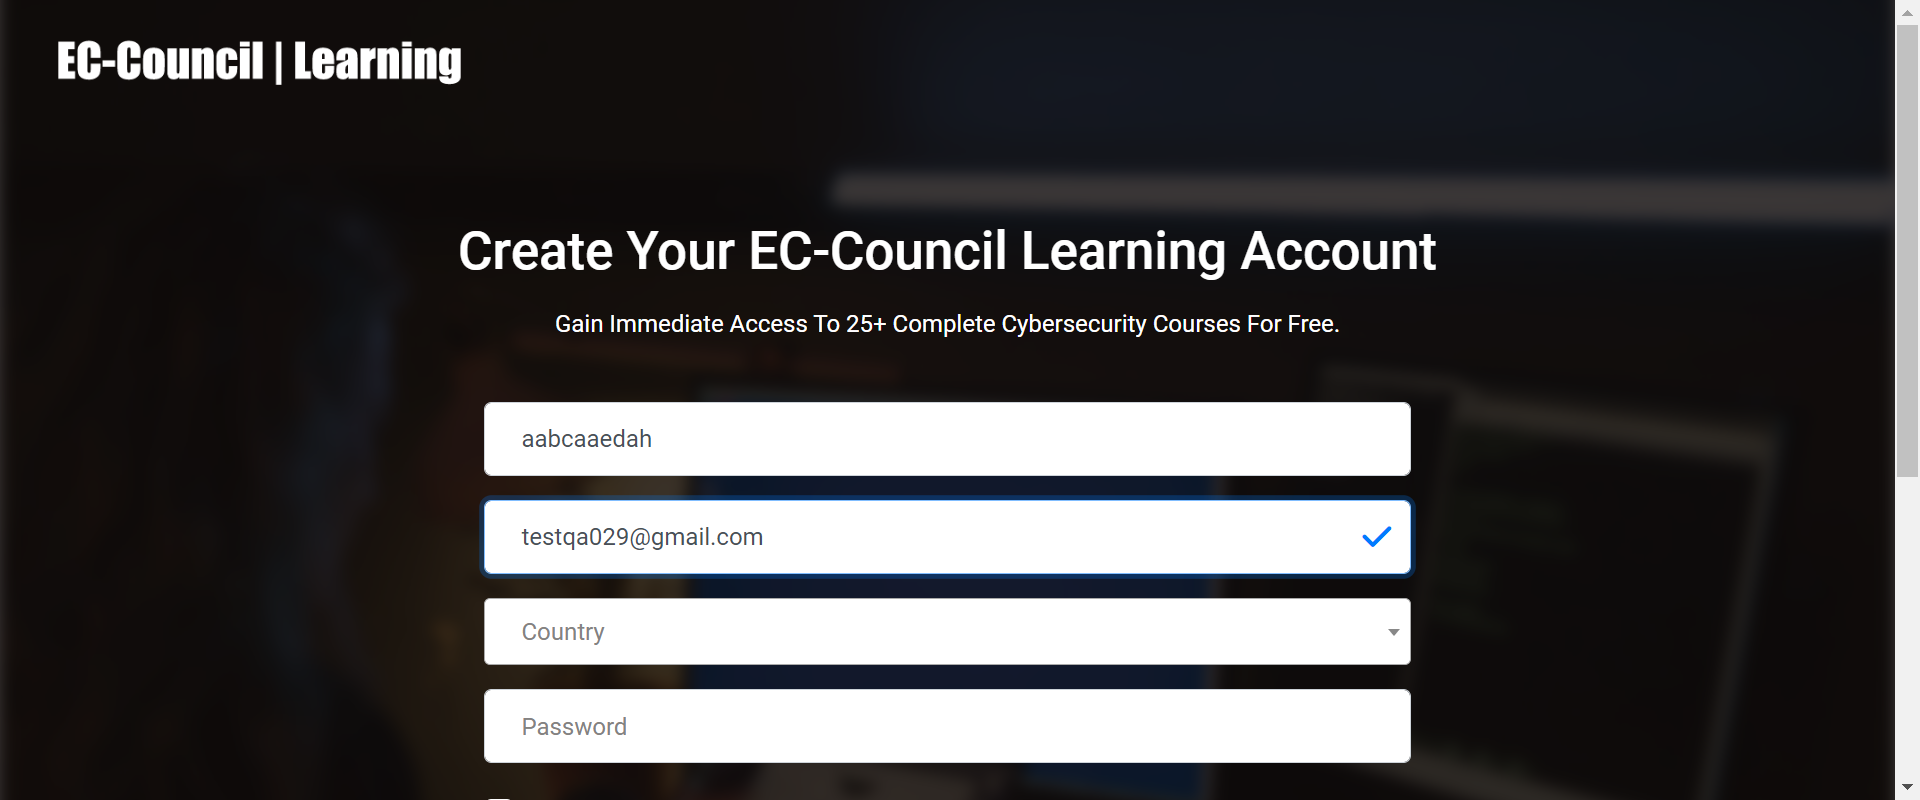 EC-Council | Learning
Create Your EC-Council Learning Account
Gain Immediate Access To 25+ Complete Cybersecurity Courses For Free.
aabcaaedah
testqa029@gmail.com
Country
Password